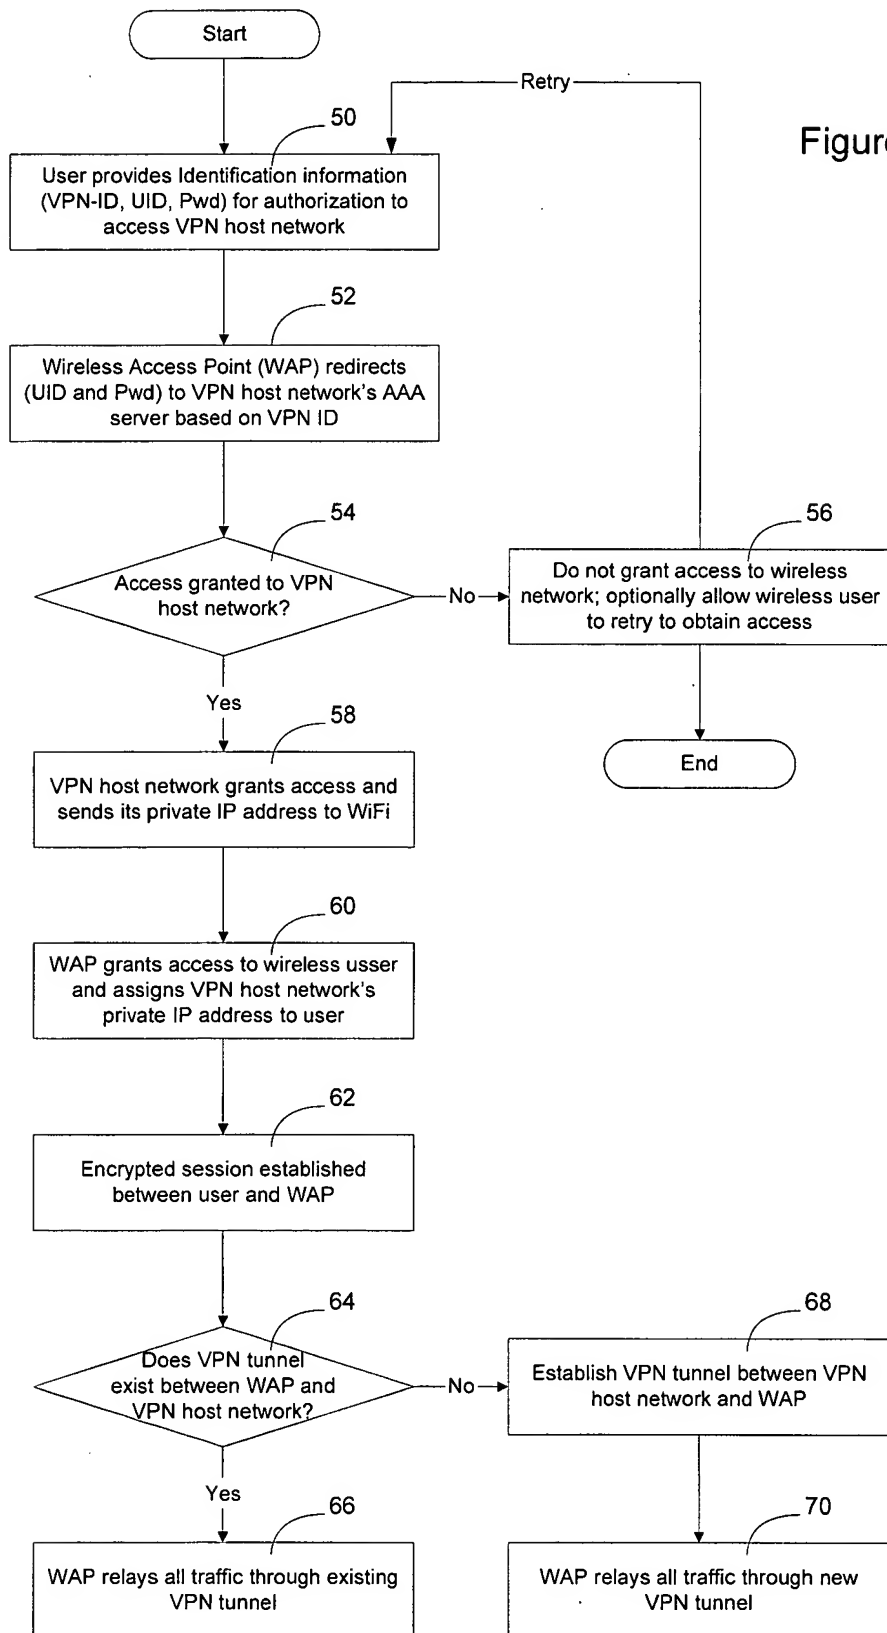 Start
Retry
Figure
50
User provides Identification information
(VPN-ID, UID, Pwd) for authorization to
access VPN host network
52
Wireless Access Point (WAP) redirects
(UID and Pwd) to VPN host network's AAA
server based on VPN ID
54
Access granted to VPN
host network?
No
56
Do not grant access to wireless
network; optionally allow wireless user
to retry to obtain access
Yes
End
58
VPN host network grants access and
sends its private IP address to WiFi
60
WAP grants access to wireless usser
and assigns VPN host network's
private IP address to user
62
Encrypted session established
between user and WAP
64
Does VPN tunnel
exist between WAP and
VPN host network?
No
68
Establish VPN tunnel between VPN
host network and WAP
Yes
66
WAP relays all traffic through existing
VPN tunnel
70
WAP relays all traffic through new
VPN tunnel